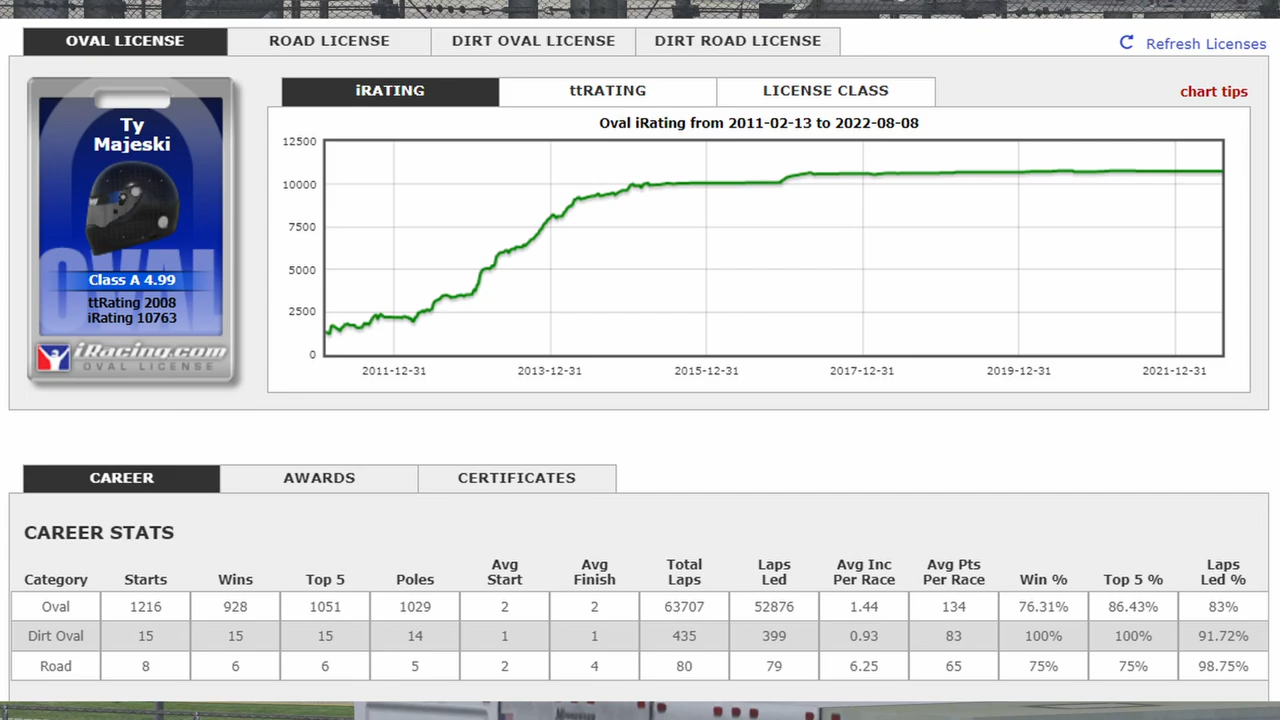 OVAL LICENSE ROAD LICENSE DIRT OVAL LICENSE DIRT ROAD LICENSE
Refresh Licenses
iRATING ttRATING LICENSE CLASS
chart tips
Ty
Majeski
OVAL
Class A 4.99
ttRating 2008
iRating 10763
iRacing.com
OVAL LICENSE
Oval iRating from 2011-02-13 to 2022-08-08
12500
10000
7500
5000
2500
0
2011-12-31 2013-12-31 2015-12-31 2017-12-31 2019-12-31 2021-12-31
CAREER AWARDS CERTIFICATES
CAREER STATS
Category Starts Wins Top 5 Poles Avg Start Avg Finish Total Laps Laps Led Avg Inc Per Race Avg Pts Per Race Win % Top 5 % Laps Led %
Oval 1216 928 1051 1029 2 2 63707 52876 1.44 134 76.31% 86.43% 83%
Dirt Oval 15 15 15 14 1 1 435 399 0.93 83 100% 100% 91.72%
Road 8 6 6 5 2 4 80 79 6.25 65 75% 75% 98.75%